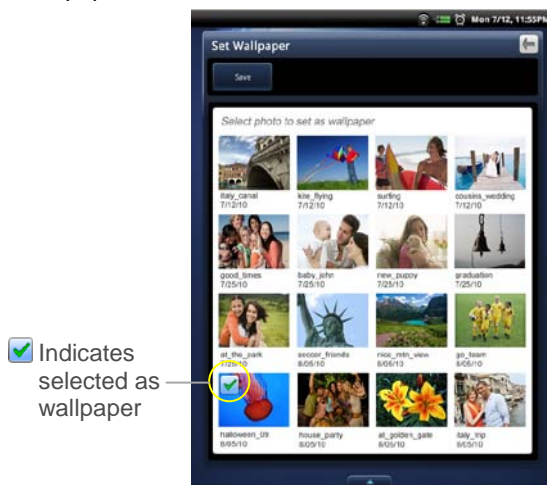 Mon 7/12, 11:55PM
Set Wallpaper
Save
Select photo to set as wallpaper
italy_canal
7/12/10
kite_flying
7/12/10
surfing
7/12/10
cousins_wedding
7/12/10
good_times
7/25/10
baby_john
7/25/10
new_puppy
7/25/10
graduation
7/25/10
at_the_park
7/25/10
soccer_friends
8/05/10
nice_mtn_view
8/05/10
go_team
8/05/10
halloween_09
8/05/10
house_party
8/05/10
at_golden_gate
8/05/10
italy_trip
8/05/10
Indicates
selected as
wallpaper